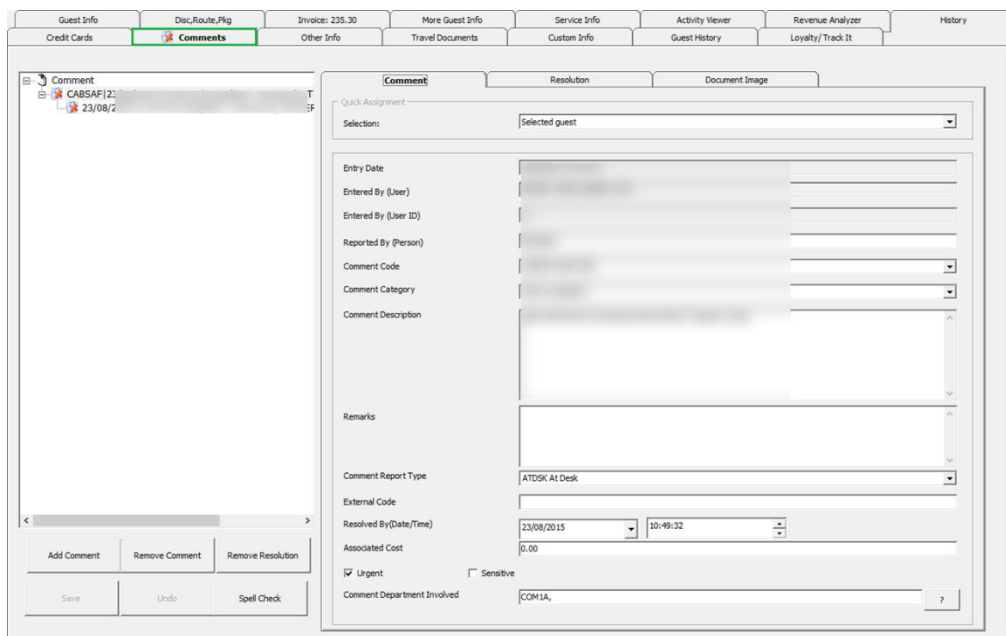 Guest Info Disc,Route,Pkg Invoice: 235.30 More Guest Info Service Info Activity Viewer Revenue Analyzer History
Credit Cards Comments Other Info Travel Documents Custom Info Guest History Loyalty/Track It
Comment
CABSAF|23
23/08/2
Comment Resolution Document Image
Quick Assignment
Selection: Selected guest
Entry Date
Entered By (User)
Entered By (User ID)
Reported By (Person)
Comment Code
Comment Category
Comment Description
Remarks
Comment Report Type ATDSK At Desk
External Code
Resolved By(Date/Time) 23/08/2015 10:49:32
Associated Cost 0.00
Urgent Sensitive
Comment Department Involved COM1A, ?
Add Comment Remove Comment Remove Resolution
Save Undo Spell Check